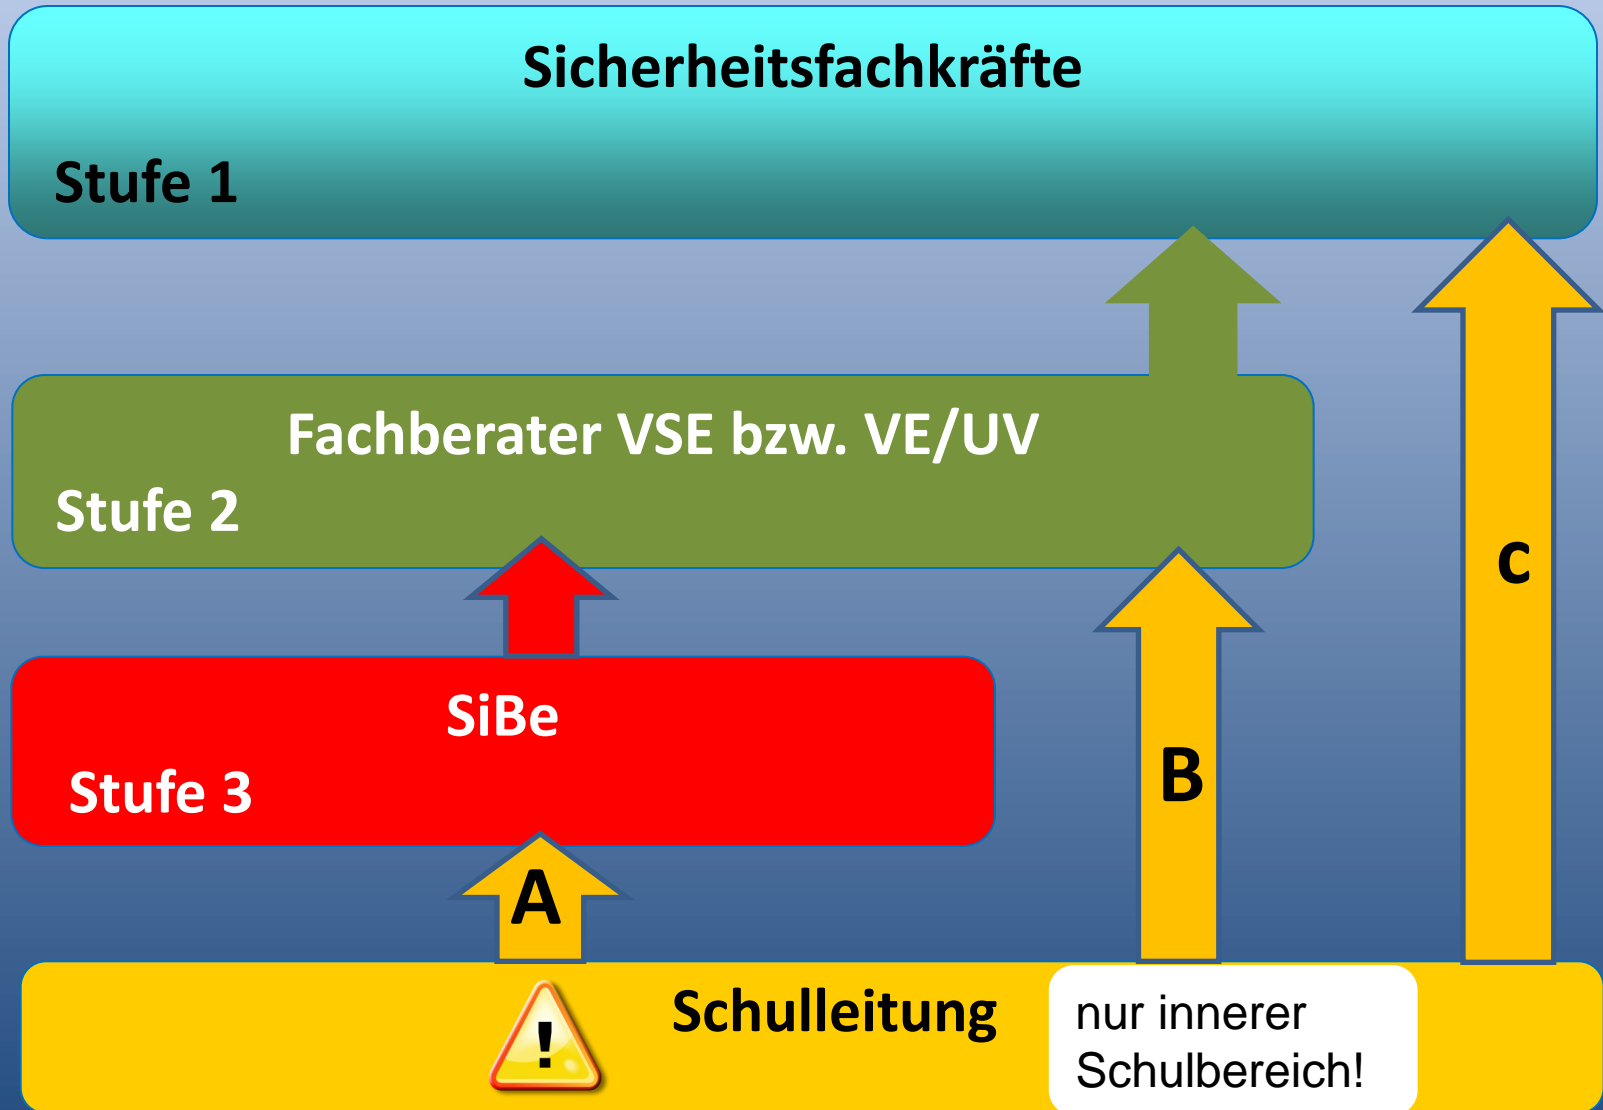 Sicherheitsfachkräfte
Stufe 1
Fachberater VSE bzw. VE/UV
Stufe 2
c
SiBe
Stufe 3
B
A
!
Schulleitung
nur innerer
Schulbereich!